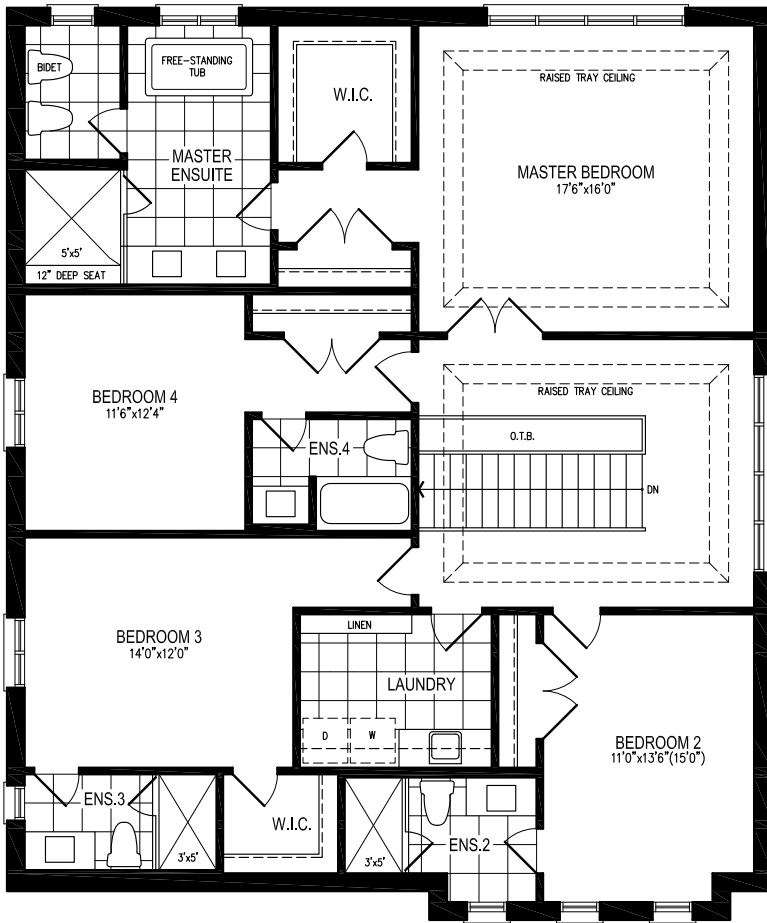 BIDET
FREE-STANDING
TUB
W.I.C.
RAISED TRAY CEILING
MASTER
ENSUITE
MASTER BEDROOM
17'6"x16'0"
5'x5'
12" DEEP SEAT
BEDROOM 4
11'6"x12'4"
RAISED TRAY CEILING
O.T.B.
ENS.4
DN
BEDROOM 3
14'0"x12'0"
LINEN
LAUNDRY
D
W
BEDROOM 2
11'0"x13'6"(15'0")
ENS.3
3'x5'
W.I.C.
3'x5'
ENS.2